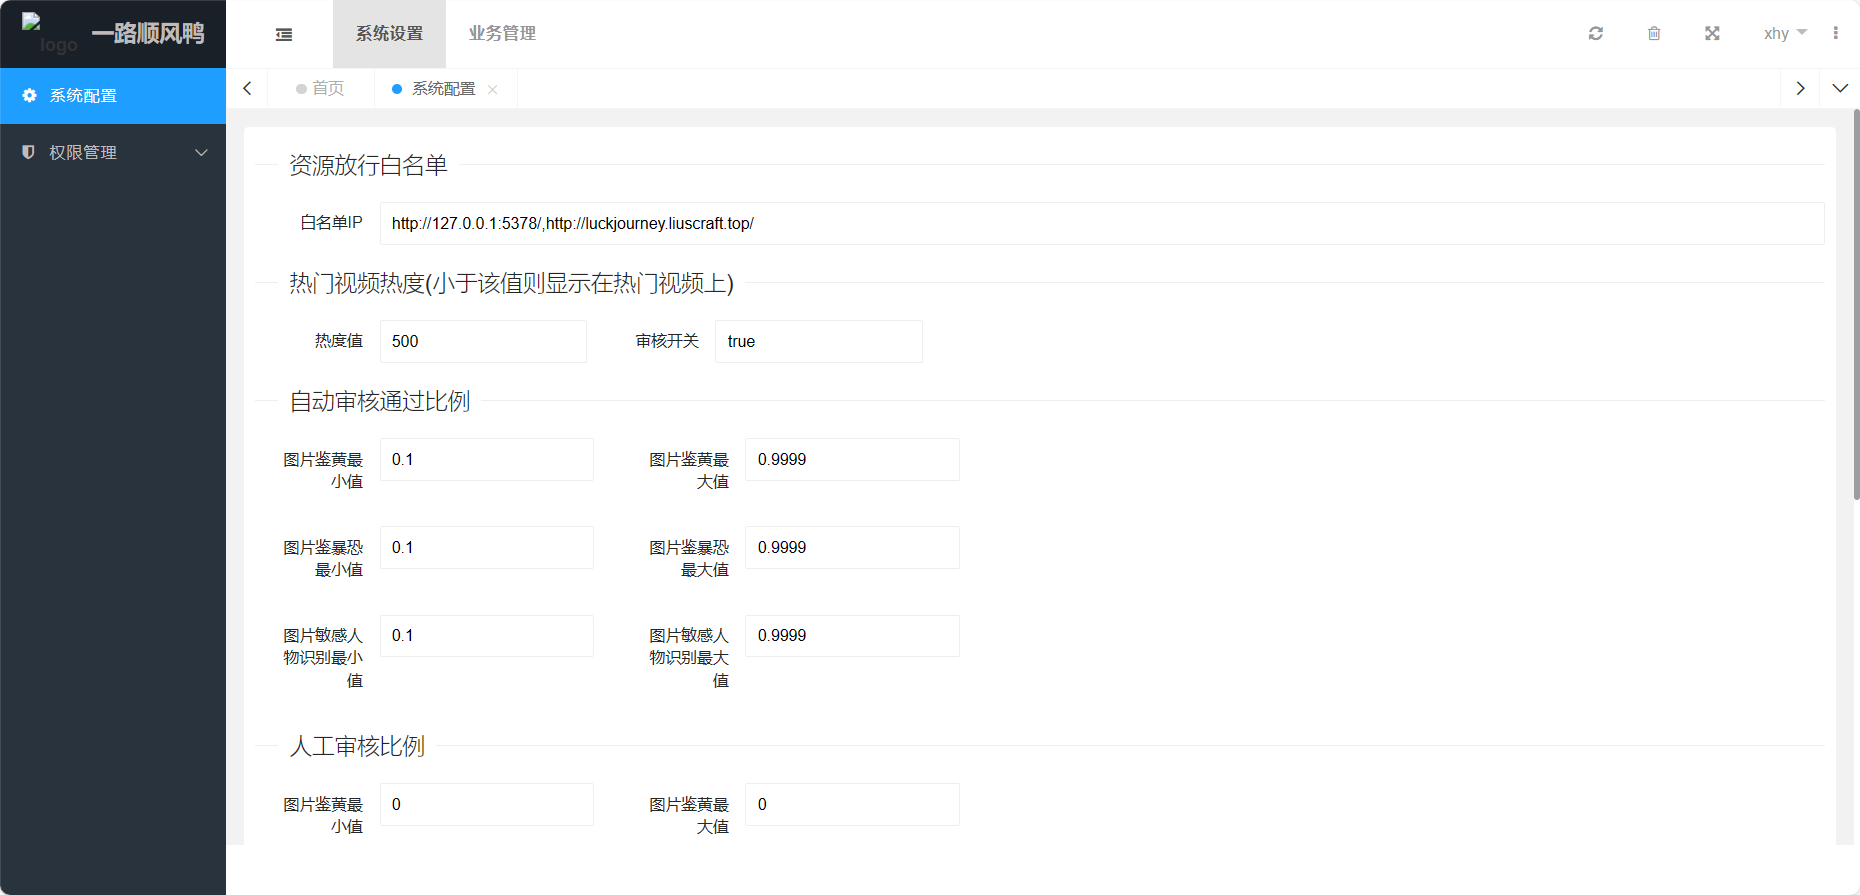 logo
一路顺风鸭
系统设置
业务管理
xhy
系统配置
权限管理
首页
系统配置
资源放行白名单
白名单IP
http://127.0.0.1:5378/,http://luckjourney.liuscraft.top/
热门视频热度(小于该值则显示在热门视频上)
热度值
500
审核开关
true
自动审核通过比例
图片鉴黄最
小值
0.1
图片鉴黄最
大值
0.9999
图片鉴暴恐
最小值
0.1
图片鉴暴恐
最大值
0.9999
图片敏感人
物识别最小
值
0.1
图片敏感人
物识别最大
值
0.9999
人工审核比例
图片鉴黄最
小值
0
图片鉴黄最
大值
0